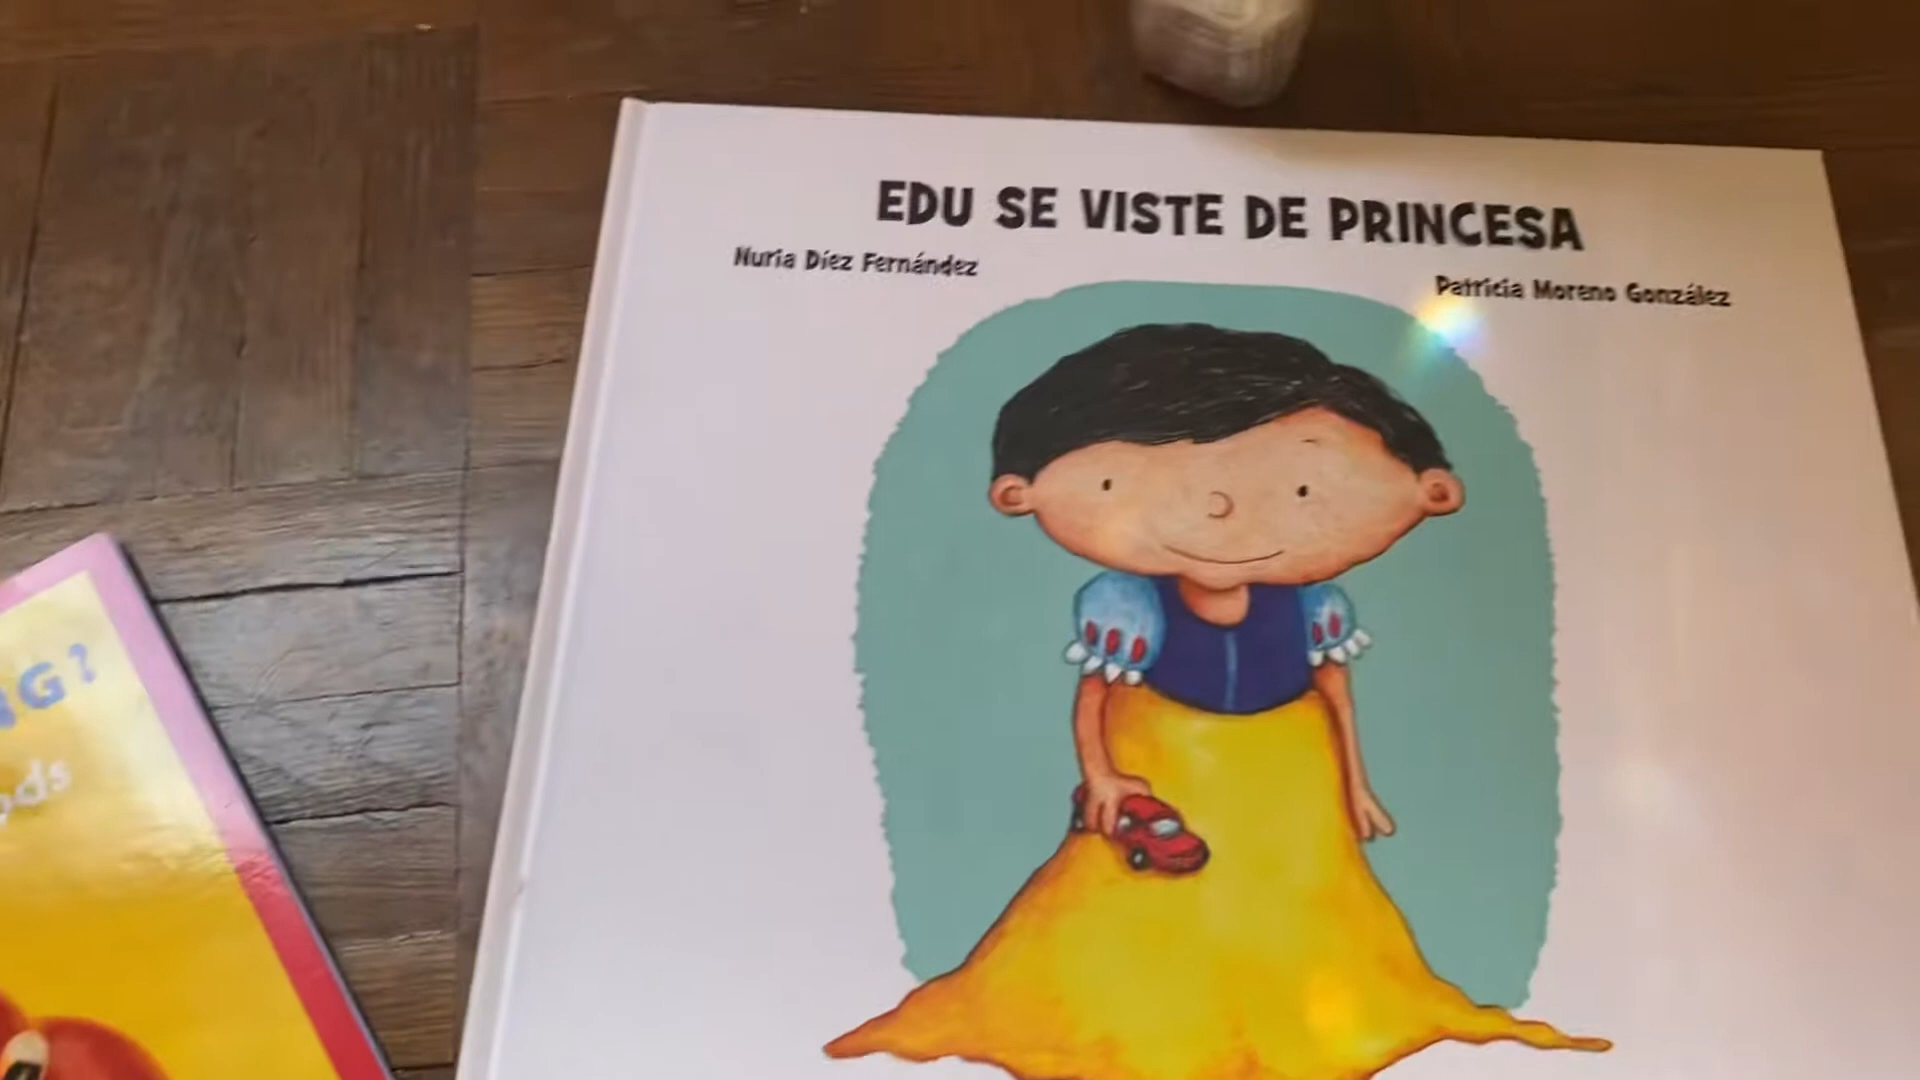 EDU SE VISTE DE PRINCESA
Nuria Díez Fernández
Patricia Moreno González